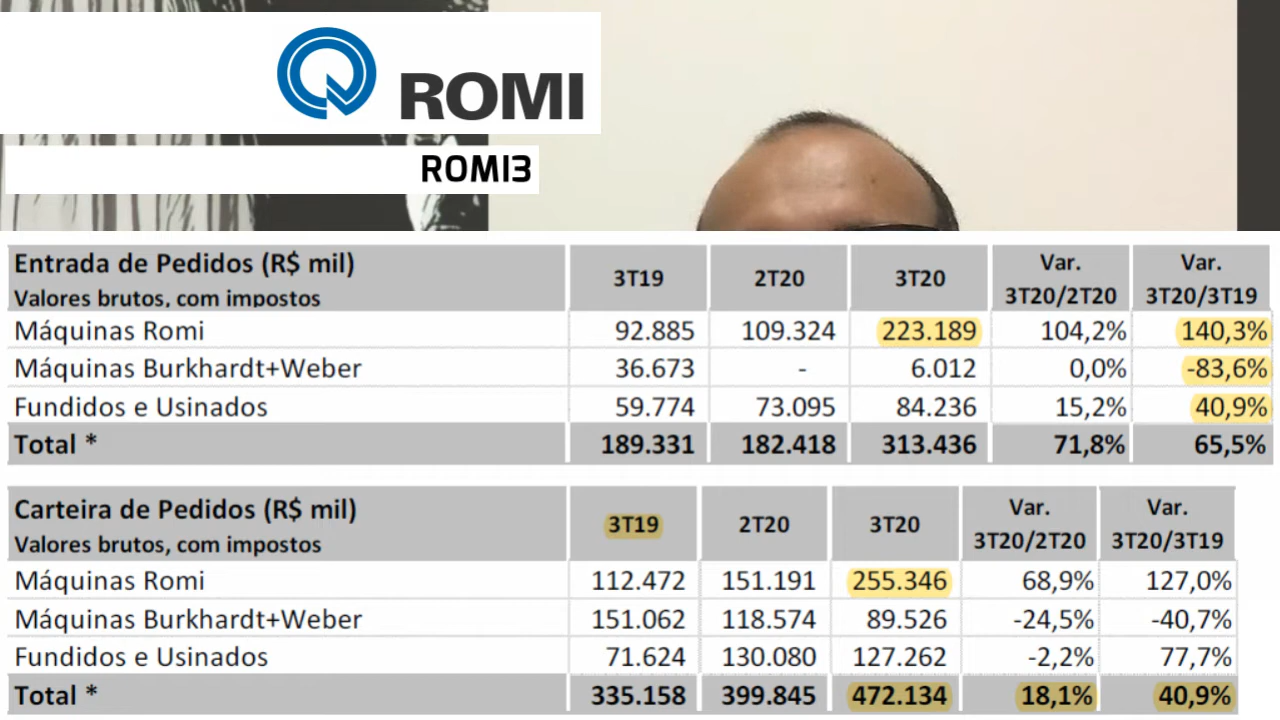 ROMI
ROMI3
Entrada de Pedidos (R$ mil)
Valores brutos, com impostos
3T19 2T20 3T20 Var. 3T20/2T20 Var. 3T20/3T19
Máquinas Romi 92.885 109.324 223.189 104,2% 140,3%
Máquinas Burkhardt+Weber 36.673 - 6.012 0,0% -83,6%
Fundidos e Usinados 59.774 73.095 84.236 15,2% 40,9%
Total * 189.331 182.418 313.436 71,8% 65,5%
Carteira de Pedidos (R$ mil)
Valores brutos, com impostos
3T19 2T20 3T20 Var. 3T20/2T20 Var. 3T20/3T19
Máquinas Romi 112.472 151.191 255.346 68,9% 127,0%
Máquinas Burkhardt+Weber 151.062 118.574 89.526 -24,5% -40,7%
Fundidos e Usinados 71.624 130.080 127.262 -2,2% 77,7%
Total * 335.158 399.845 472.134 18,1% 40,9%